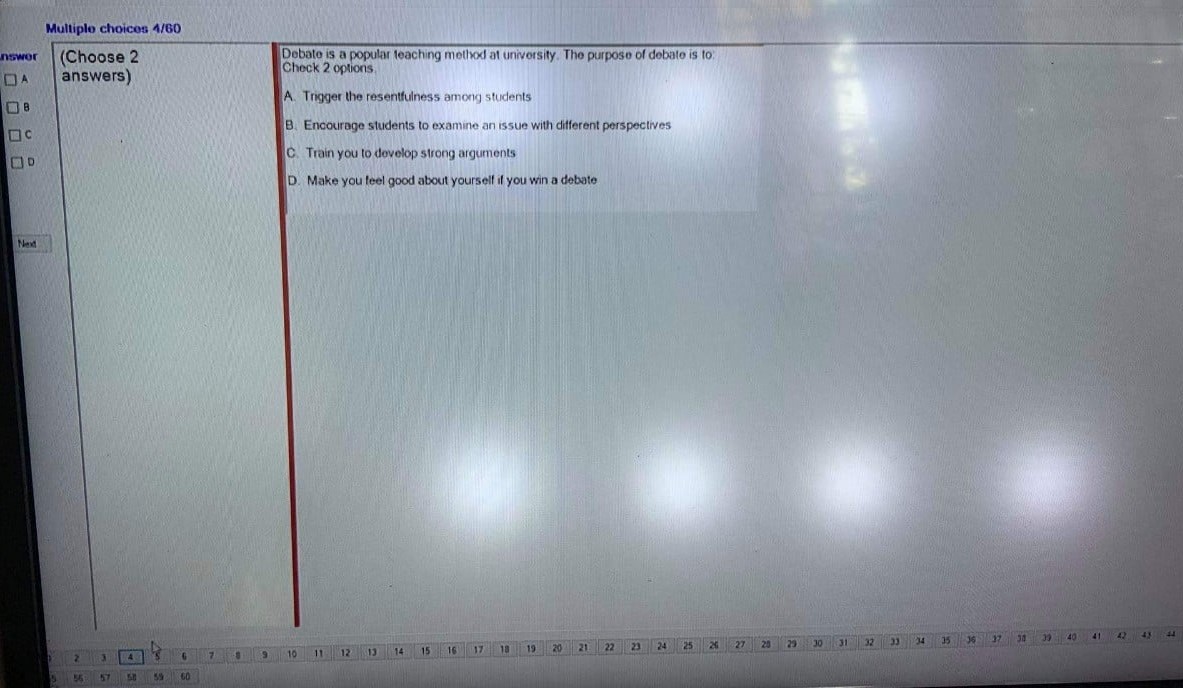 Multiple choices 4/60
nswer
A
B
C
D
Next
(Choose 2
answers)
Debate is a popular teaching method at university. The purpose of debate is to:
Check 2 options.
A. Trigger the resentfulness among students
B. Encourage students to examine an issue with different perspectives
C. Train you to develop strong arguments
D. Make you feel good about yourself if you win a debate
2 3 4 5 6 7 8 9 10 11 12 13 14 15 16 17 18 19 20 21 22 23 24 25 26 27 28 29 30 31 32 33 34 35 36 37 38 39 40 41 42 43 44
56 57 58 59 60